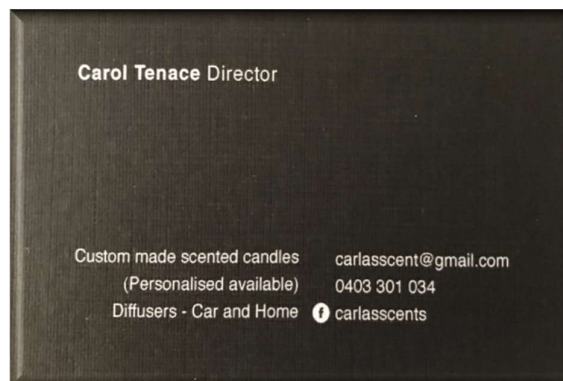 Carol Tenace Director
Custom made scented candles
(Personalised available)
Diffusers - Car and Home
carlasscent@gmail.com
0403 301 034
carlasscents